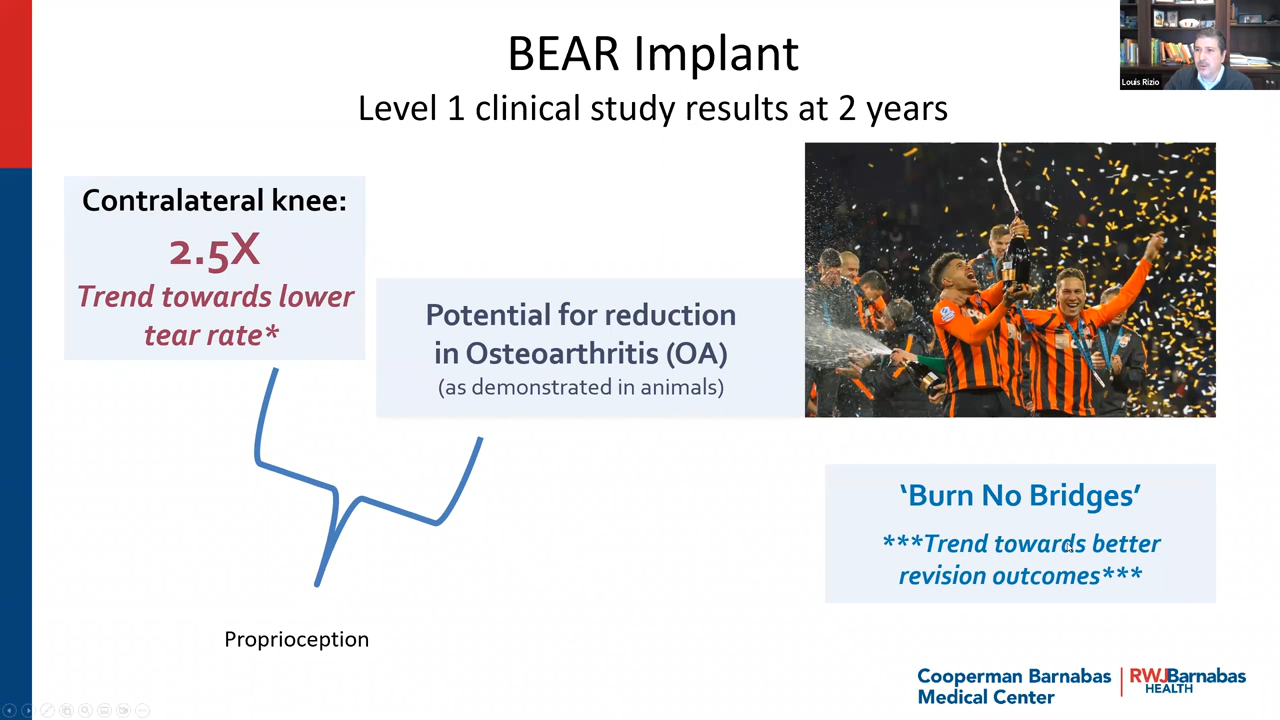 BEAR Implant
Level 1 clinical study results at 2 years
Louis Rizio
Contralateral knee:
2.5X
Trend towards lower
tear rate*
Potential for reduction
in Osteoarthritis (OA)
(as demonstrated in animals)
‘Burn No Bridges’
***Trend towards better
revision outcomes***
Proprioception
Cooperman Barnabas
Medical Center
RWJBarnabas
HEALTH